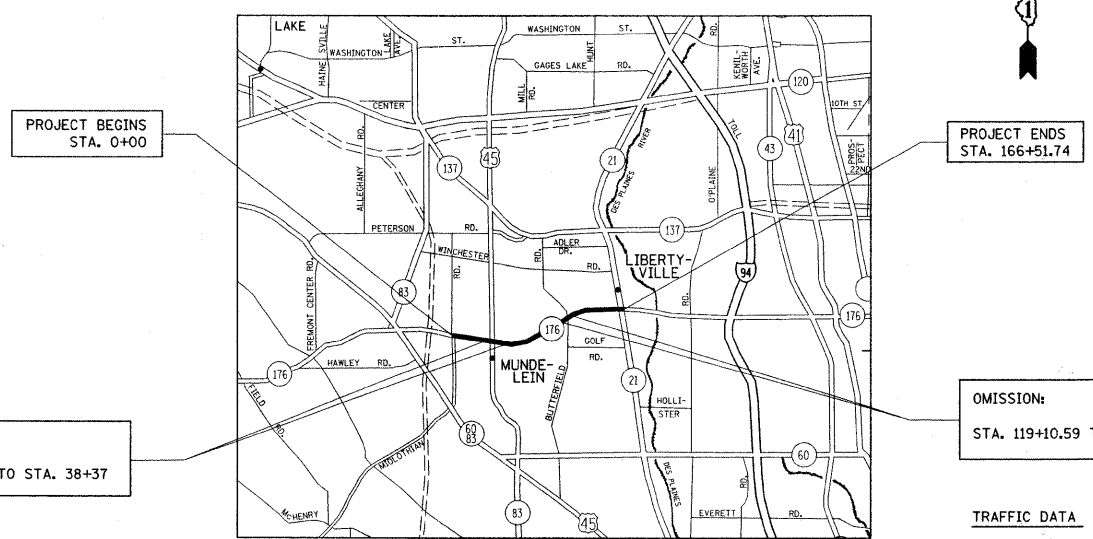 LAKE
HAINESVILLE
WASHINGTON
LAKE
AVE.
ST.
WASHINGTON ST.
HUNT
GAGES LAKE RD.
MILL
RD.
RD.
KENIL-
WORTH
AVE.
120
10TH ST.
CENTER
TOLL
41
43
PROS-
PECT
22ND
PROJECT BEGINS
STA. 0+00
PROJECT ENDS
STA. 166+51.74
45
137
21
RIVER
DES PLAINES
O'PLAINE
ALLEGHANY RD.
PETERSON RD.
137
WINCHESTER RD.
ADLER
DR.
RD.
RD.
LIBERTY-
VILLE
94
FREMONT CENTER RD.
83
176
176
GOLF
RD.
HAWLEY RD.
176
MUNDE-
LEIN
BUTTERFIELD
21
RD.
HOLLI-
STER
FIELD RD.
60
83
MIDLOTHIAN
60
DES PLAINES
RD.
McHENRY
83
45
EVERETT RD.
TO STA. 38+37
OMISSION:
STA. 119+10.59 T
TRAFFIC DATA